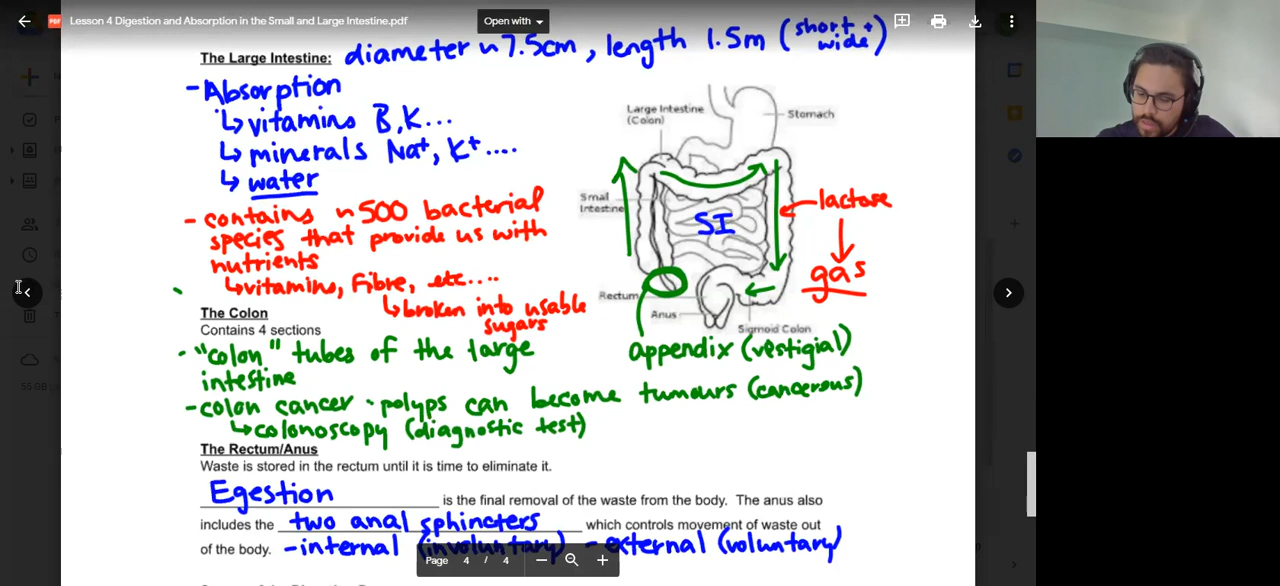 Lesson 4 Digestion and Absorption in the Small and Large Intestine.pdf
Open with
The Large Intestine: diameter ~7.5cm, length 1.5m (short + wide)
- Absorption
↳ vitamins B, K...
↳ minerals Na⁺, K⁺....
↳ water
- contains ~500 bacterial
species that provide us with
nutrients
↳ vitamins, Fibre, etc....
↳ broken into usable
sugars
Large Intestine
(Colon)
Stomach
Small
Intestine
SI
lactose
gas
Rectum
Anus
Sigmoid Colon
appendix (vestigial)
The Colon
Contains 4 sections
• "colon" tubes of the large
intestine
- colon cancer • polyps can become tumours (cancerous)
↳ colonoscopy (diagnostic test)
The Rectum/Anus
Waste is stored in the rectum until it is time to eliminate it.
Egestion is the final removal of the waste from the body. The anus also
includes the two anal sphincters which controls movement of waste out
of the body. - internal (involuntary) - external (voluntary)
Page 4 / 4
55 GB